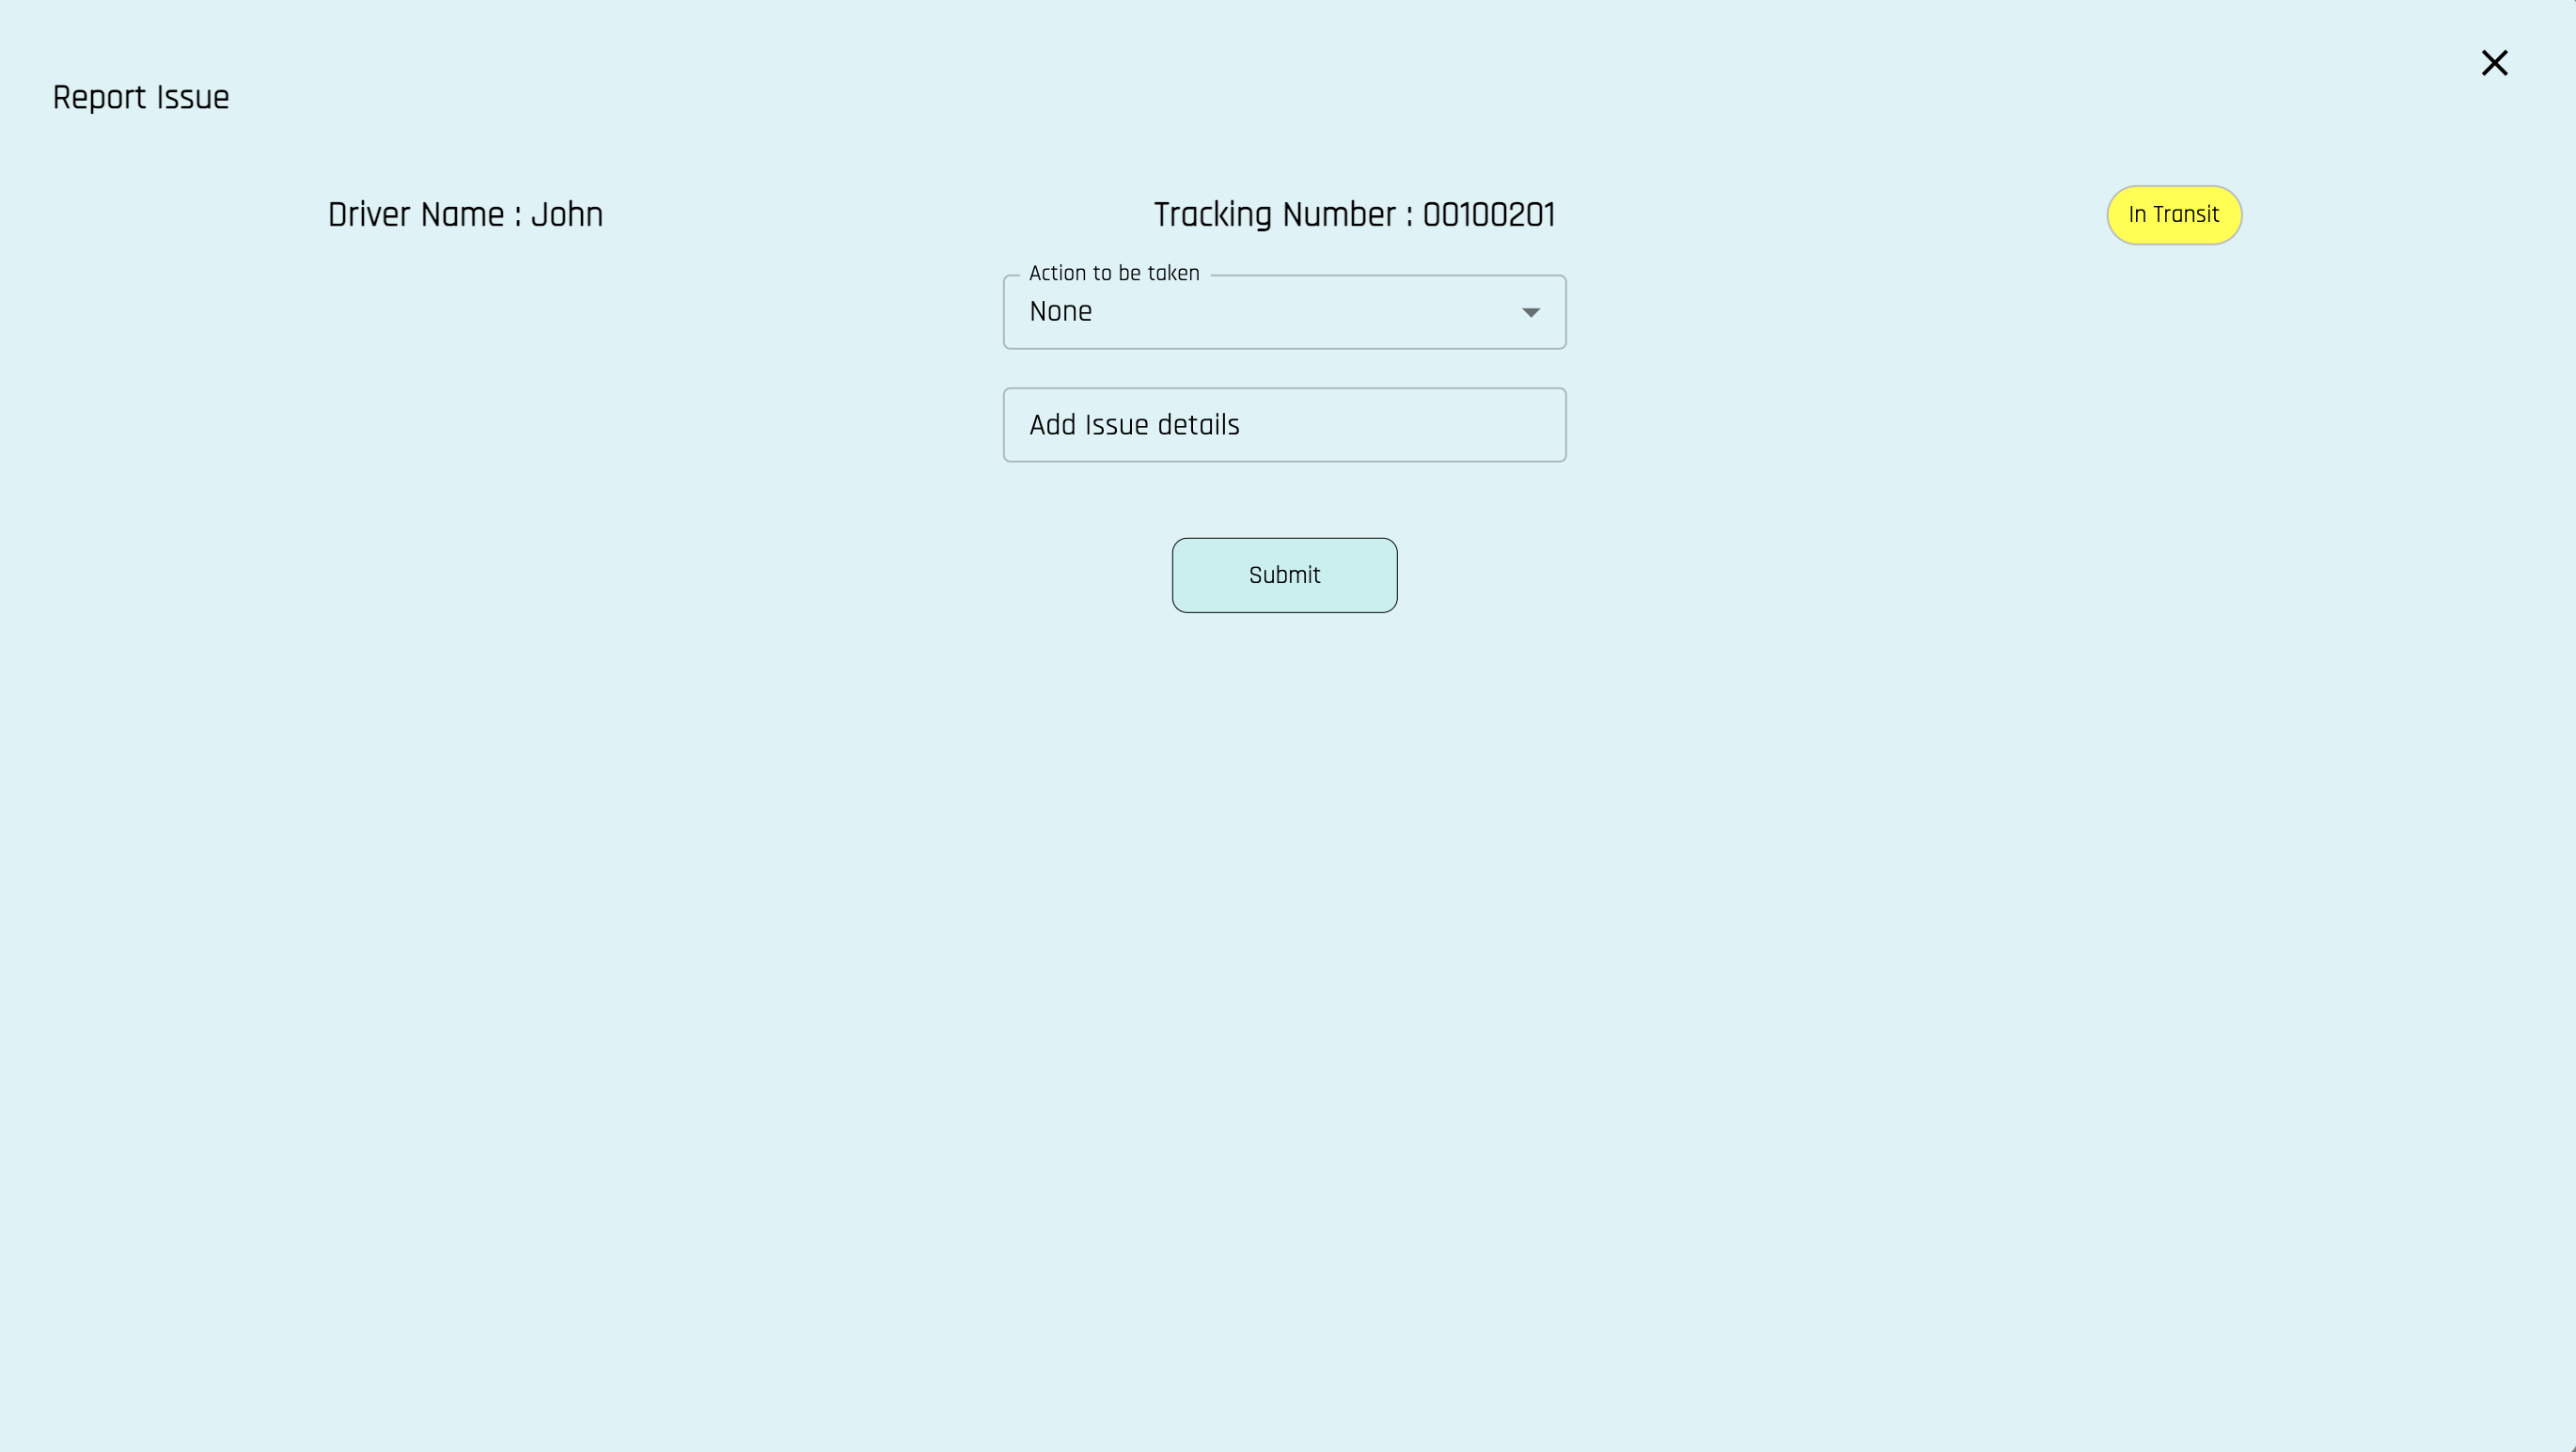 Report Issue
Driver Name : John
Tracking Number : 00100201
In Transit
Action to be taken
None
Add Issue details
Submit